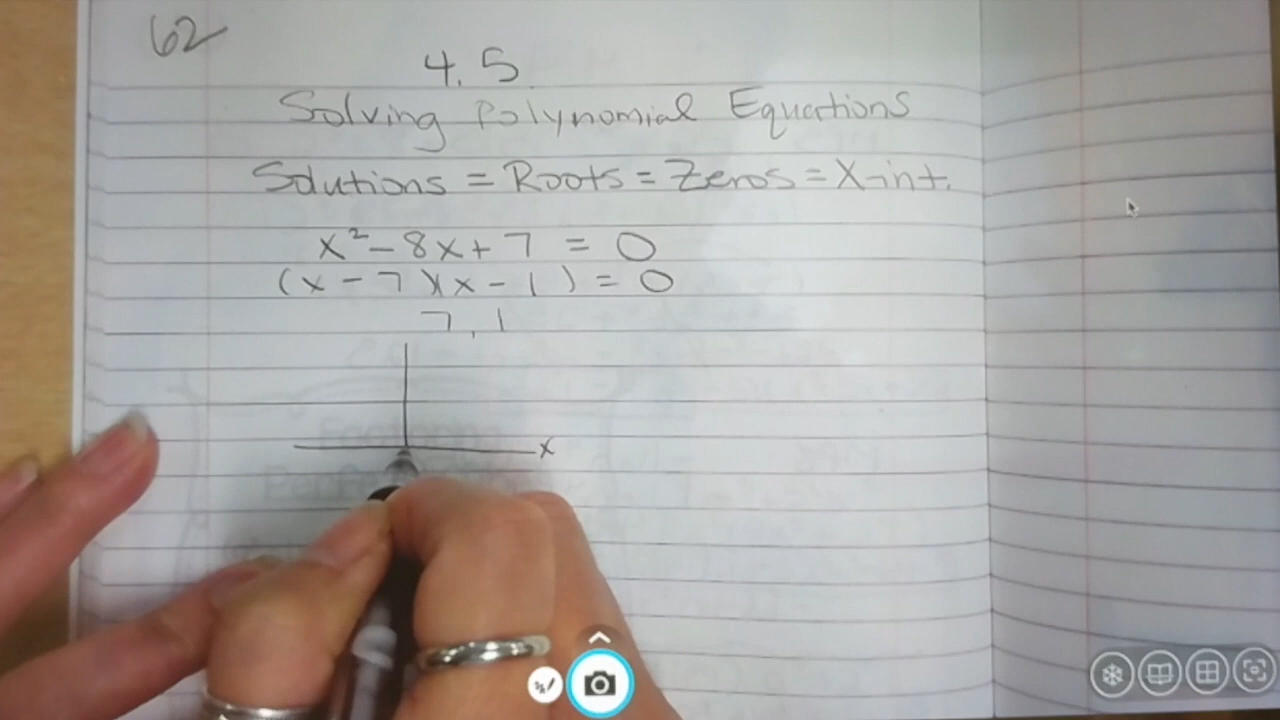 62
4.5
Solving Polynomial Equations
Solutions = Roots = Zeros = X-int.
x² - 8x + 7 = 0
(x - 7)(x - 1) = 0
7, 1
x